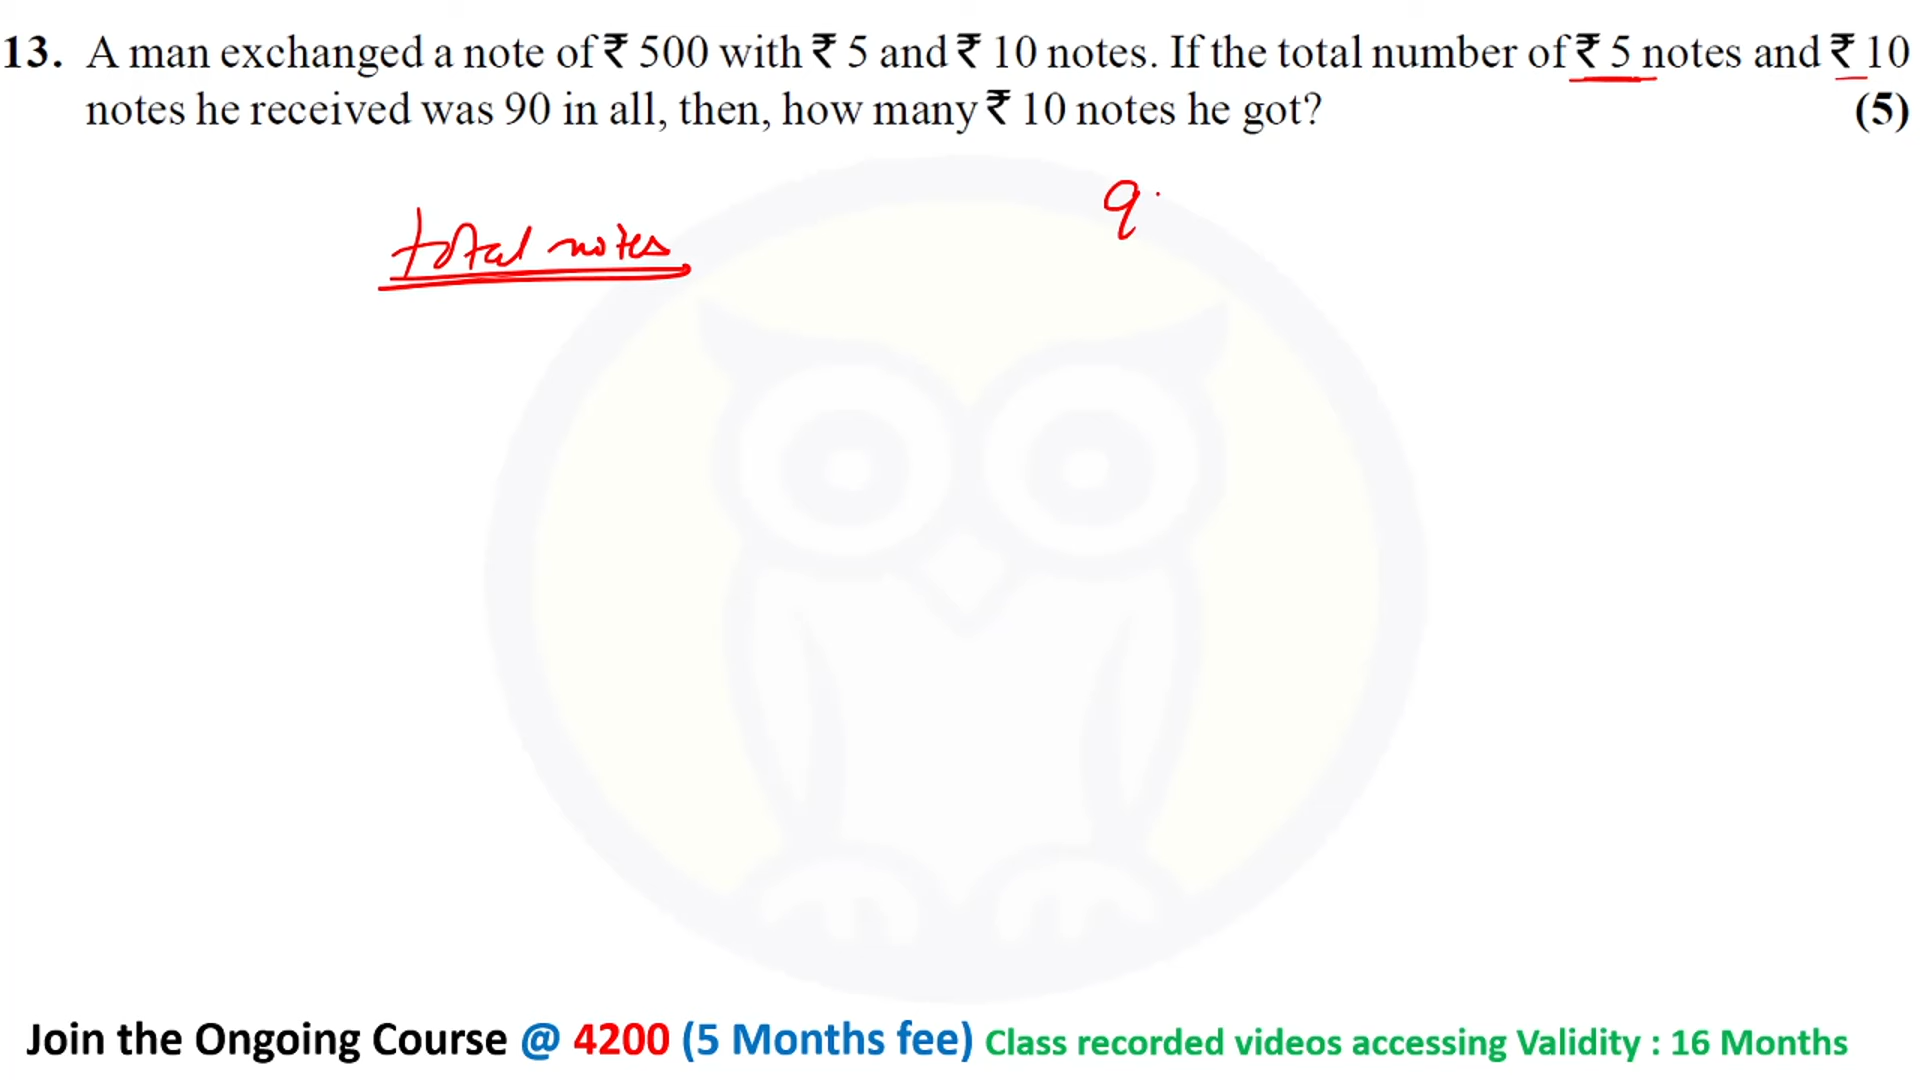 13. A man exchanged a note of ₹ 500 with ₹ 5 and ₹ 10 notes. If the total number of ₹ 5 notes and ₹ 10
notes he received was 90 in all, then, how many ₹ 10 notes he got? (5)
total notes
9
Join the Ongoing Course @ 4200 (5 Months fee) Class recorded videos accessing Validity : 16 Months